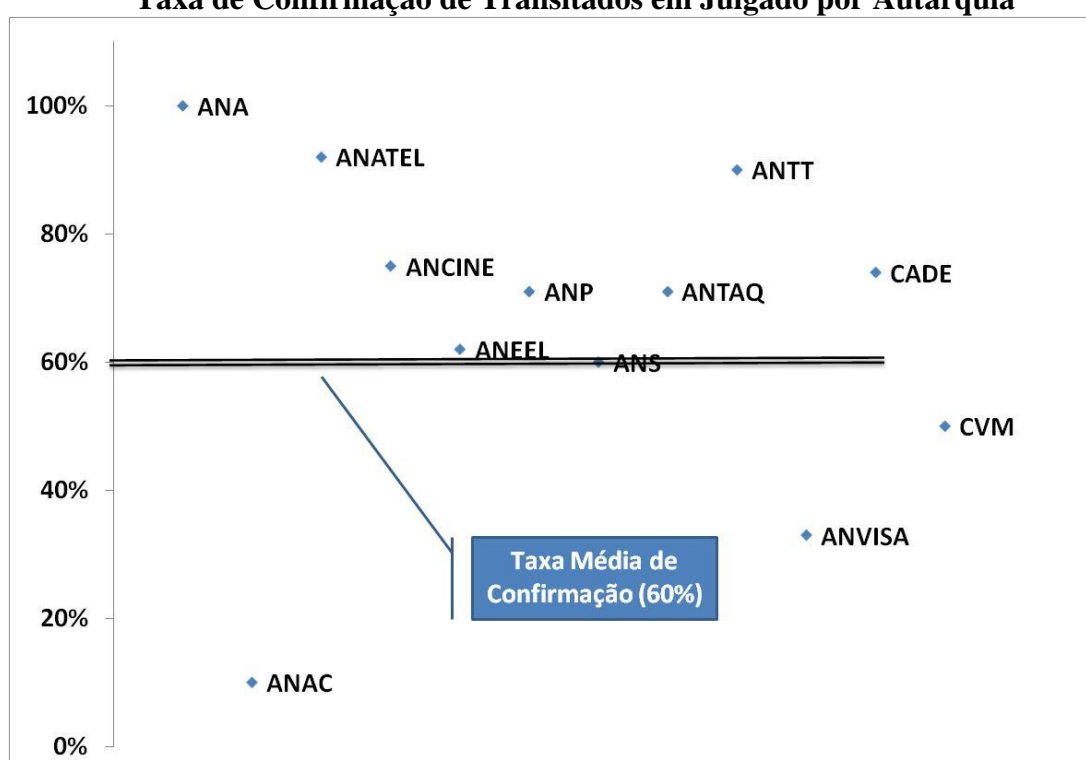 Taxa de Confirmação de Transitados em Julgado por Autarquia
100%
ANA
ANATEL
ANTT
80%
ANCINE
CADE
ANP
ANTAQ
ANEEL
60%
ANS
CVM
40%
ANVISA
Taxa Média de
Confirmação (60%)
20%
ANAC
0%